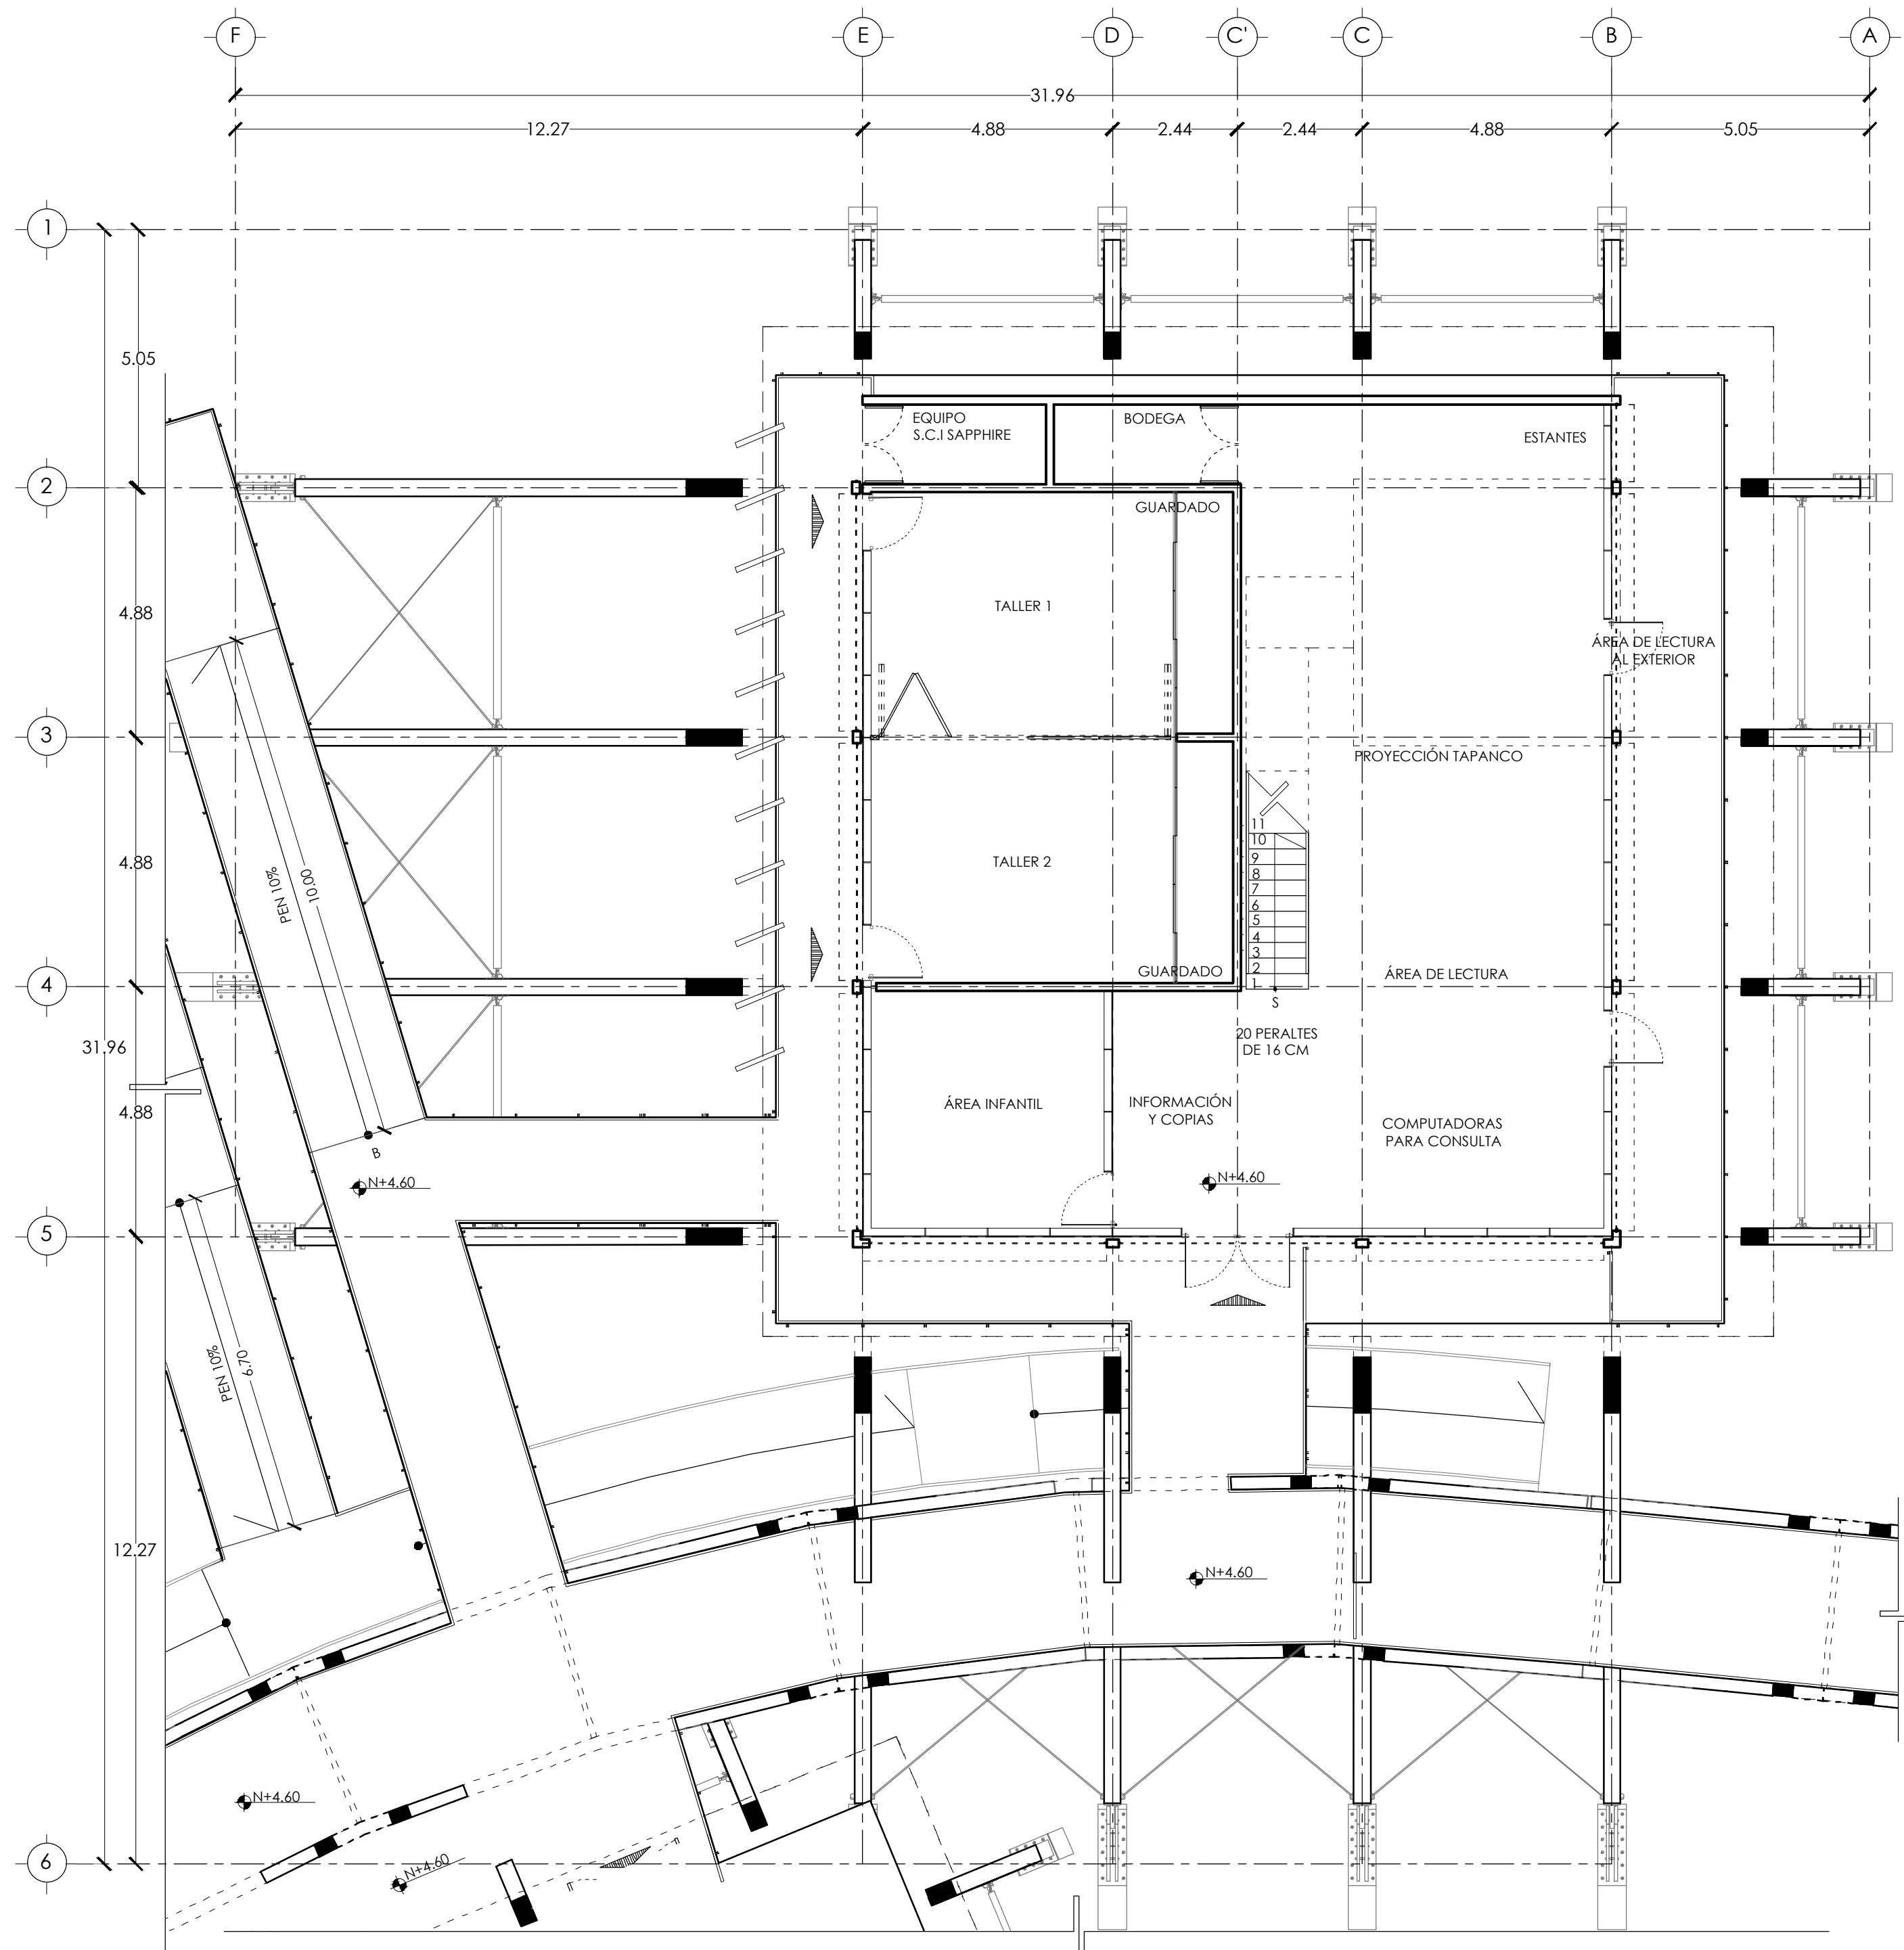 F
E
D
C'
C
B
A
31.96
12.27
4.88
2.44
2.44
4.88
5.05
1
5.05
EQUIPO
S.C.I SAPPHIRE
BODEGA
ESTANTES
2
GUARDADO
4.88
TALLER 1
ÁREA DE LECTURA
AL EXTERIOR
3
PROYECCIÓN TAPANCO
11
10
9
8
7
6
5
4
3
2
1
S
4.88
TALLER 2
PEN 10%
10.00
GUARDADO
ÁREA DE LECTURA
4
20 PERALTES
DE 16 CM
31.96
4.88
ÁREA INFANTIL
INFORMACIÓN
Y COPIAS
COMPUTADORAS
PARA CONSULTA
B
N+4.60
N+4.60
5
PEN 10%
6.70
12.27
N+4.60
N+4.60
6
N+4.60